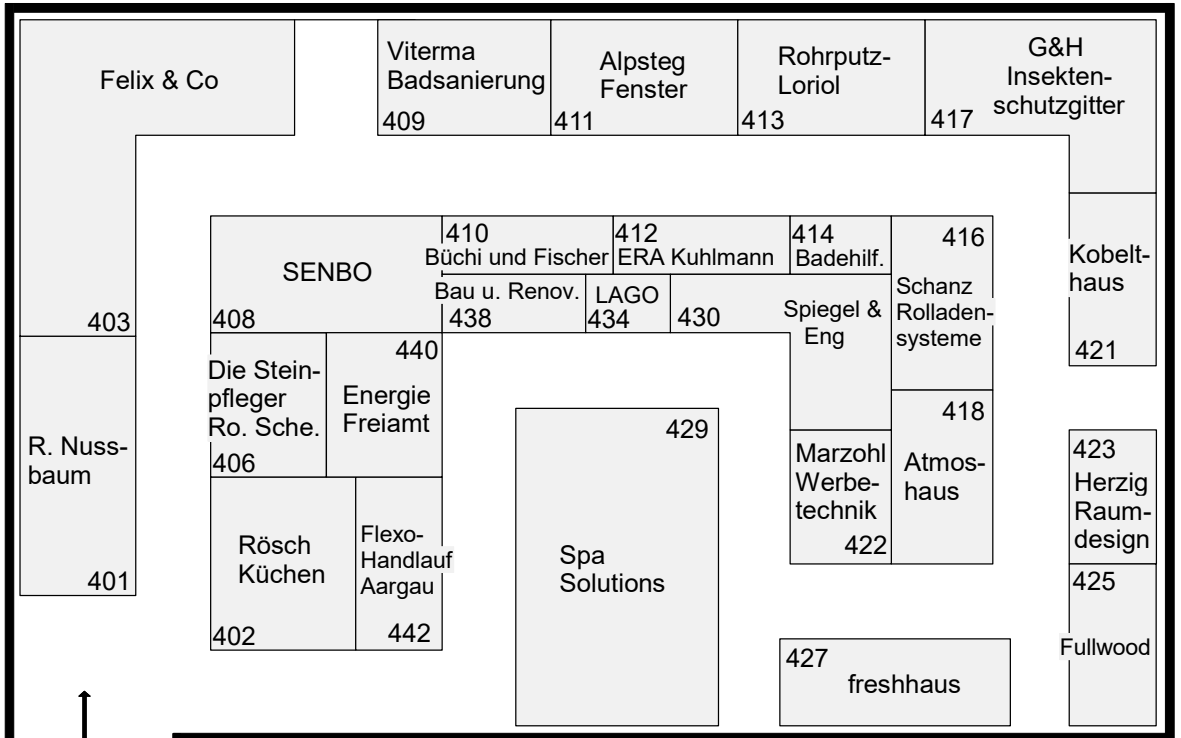 Felix & Co
403
Viterma
Badsanierung
409
Alpsteg
Fenster
411
Rohrputz-
Loriol
413
G&H
Insekten-
schutzgitter
417
SENBO
408
410
Büchi und Fischer
412
ERA Kuhlmann
414
Badehilf.
416
Schanz
Rolladen-
systeme
Kobelt-
haus
421
Bau u. Renov.
438
LAGO
434
430
Spiegel &
Eng
Die Stein-
pfleger
Ro. Sche.
406
440
Energie
Freiamt
R. Nuss-
baum
401
429
Spa
Solutions
Marzohl
Werbe-
technik
422
418
Atmos-
haus
423
Herzig
Raum-
design
Rösch
Küchen
402
Flexo-
Handlauf
Aargau
442
425
Fullwood
427
freshhaus